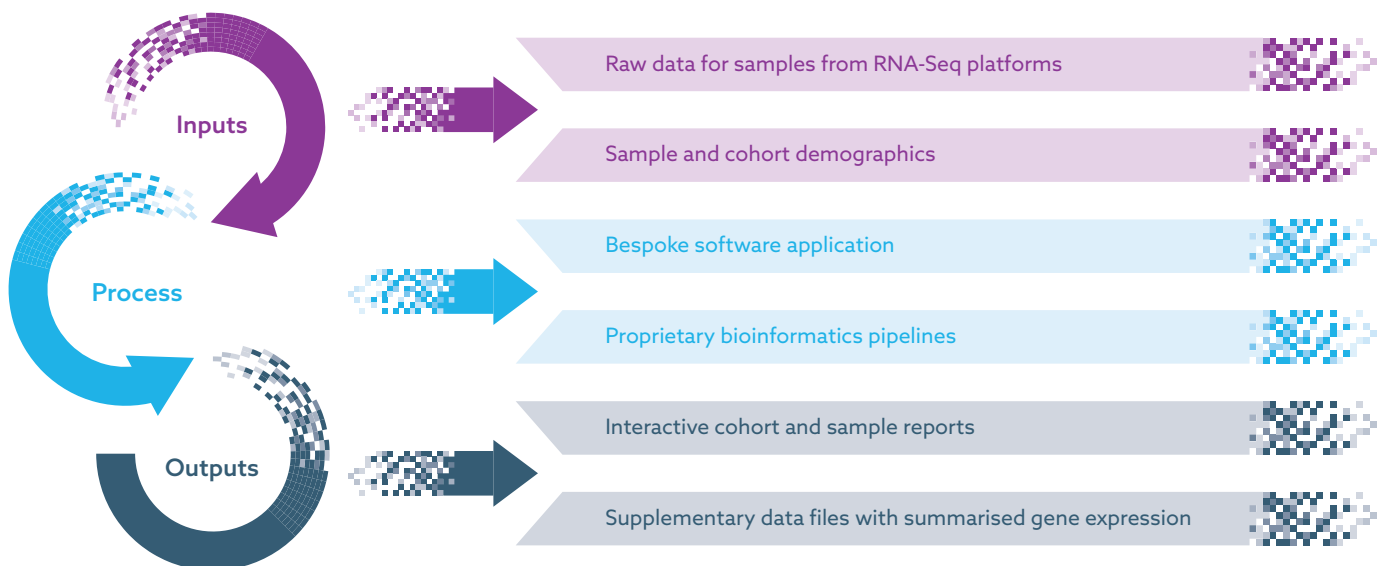 Inputs
Raw data for samples from RNA-Seq platforms
Sample and cohort demographics
Process
Bespoke software application
Proprietary bioinformatics pipelines
Outputs
Interactive cohort and sample reports
Supplementary data files with summarised gene expression